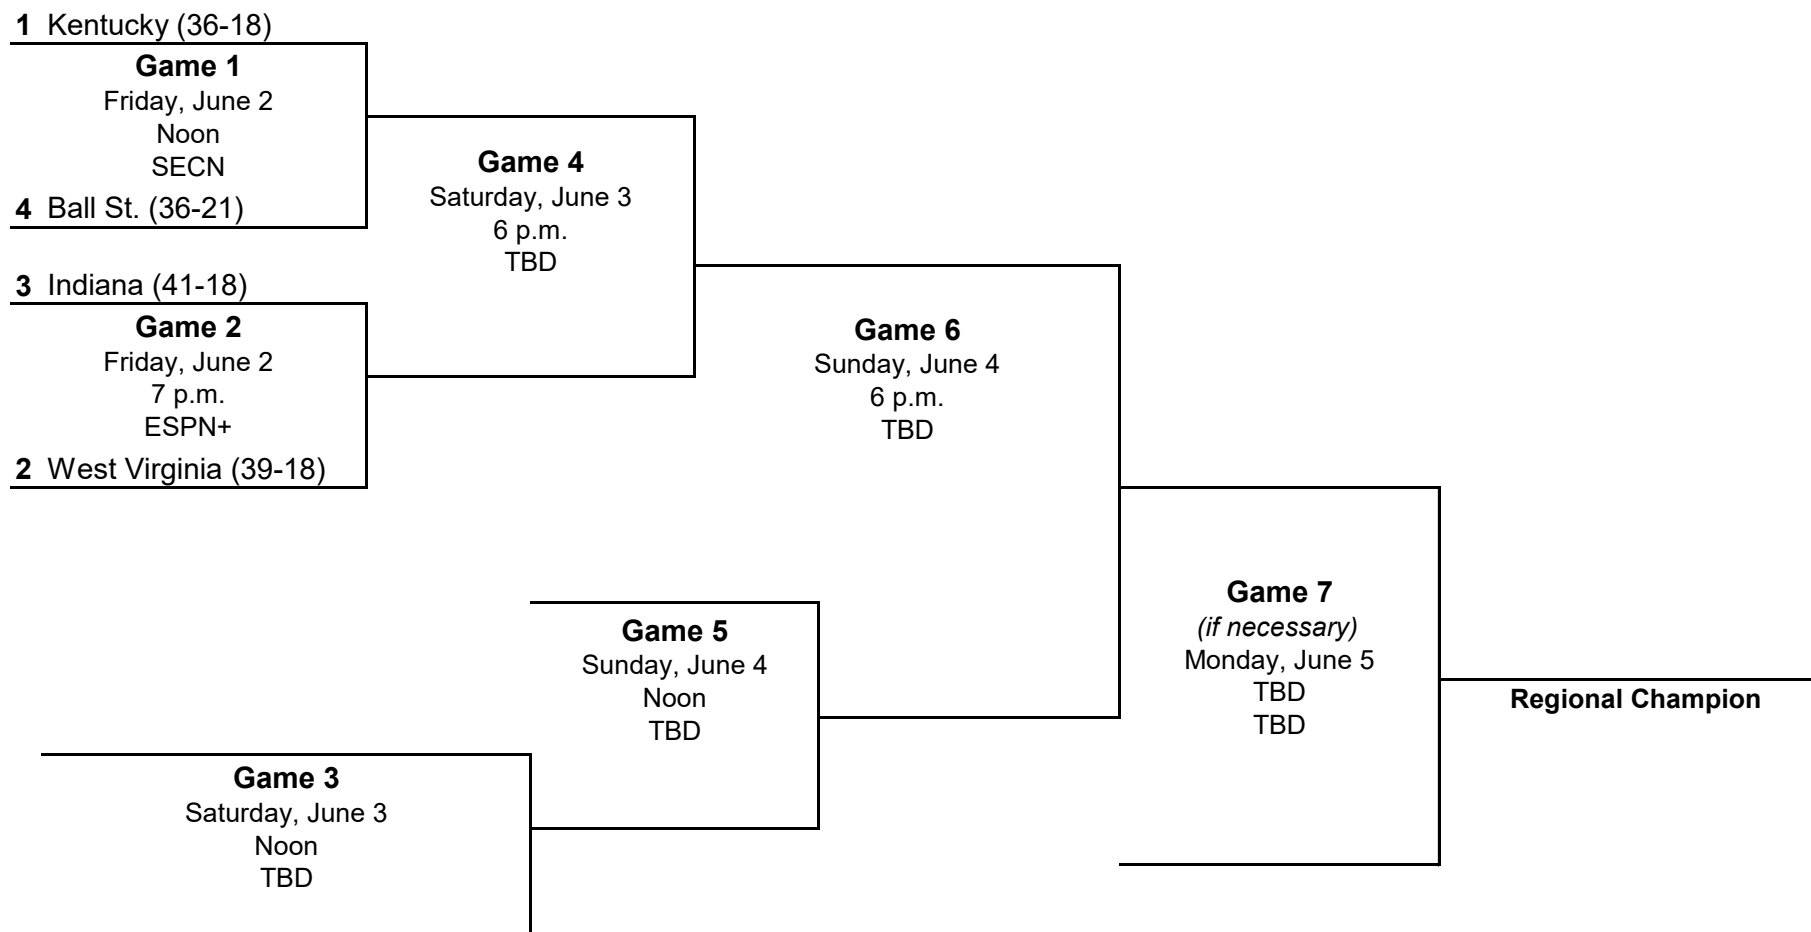 1 Kentucky (36-18)
Game 1
Friday, June 2
Noon
SECN
4 Ball St. (36-21)
3 Indiana (41-18)
Game 2
Friday, June 2
7 p.m.
ESPN+
2 West Virginia (39-18)
Game 4
Saturday, June 3
6 p.m.
TBD
Game 6
Sunday, June 4
6 p.m.
TBD
Game 5
Sunday, June 4
Noon
TBD
Game 3
Saturday, June 3
Noon
TBD
Game 7
(if necessary)
Monday, June 5
TBD
TBD
Regional Champion